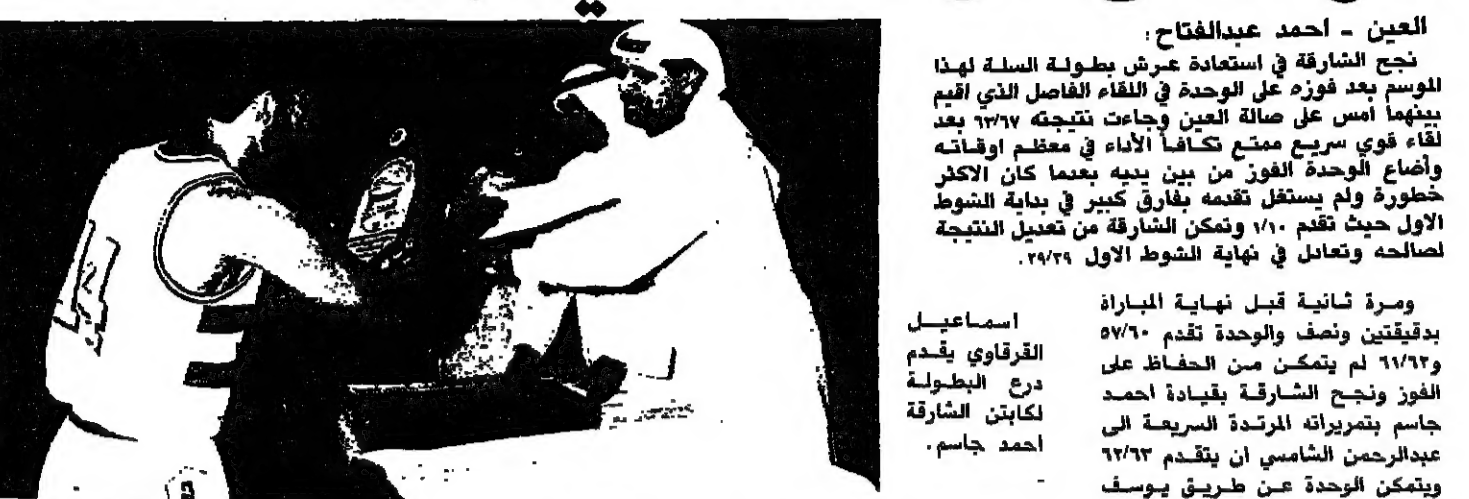 العين - احمد عبدالفتاح :
نجح الشارقة في استعادة عرش بطولة السلة لهذا
الموسم بعد فوزه على الوحدة في اللقاء الفاصل الذي اقيم
بينهما أمس على صالة العين وجاءت نتيجته ٦٣/٦٧ بعد
لقاء قوي سريع ممتع تكافأ الأداء في معظم اوقاته
وأضاع الوحدة الفوز من بين يديه بعدما كان الاكثر
خطورة ولم يستغل تقدمه بفارق كبير في بداية الشوط
الاول حيث تقدم ١/١٠ وتمكن الشارقة من تعديل النتيجة
لصالحه وتعادل في نهاية الشوط الاول ٢٩/٢٩ .
ومرة ثانية قبل نهاية المباراة
بدقيقتين ونصف والوحدة تقدم ٥٧/٦٠
و٦١/٦٢ لم يتمكن من الحفاظ على
الفوز ونجح الشارقة بقيادة احمد
جاسم بتمريراته المرتدة السريعة الى
عبدالرحمن الشامسي ان يتقدم ٦٢/٦٣
ويتمكن الوحدة عن طريق يوسف
اسماعيل
القرقاوي يقدم
درع البطولة
لكابتن الشارقة
احمد جاسم .